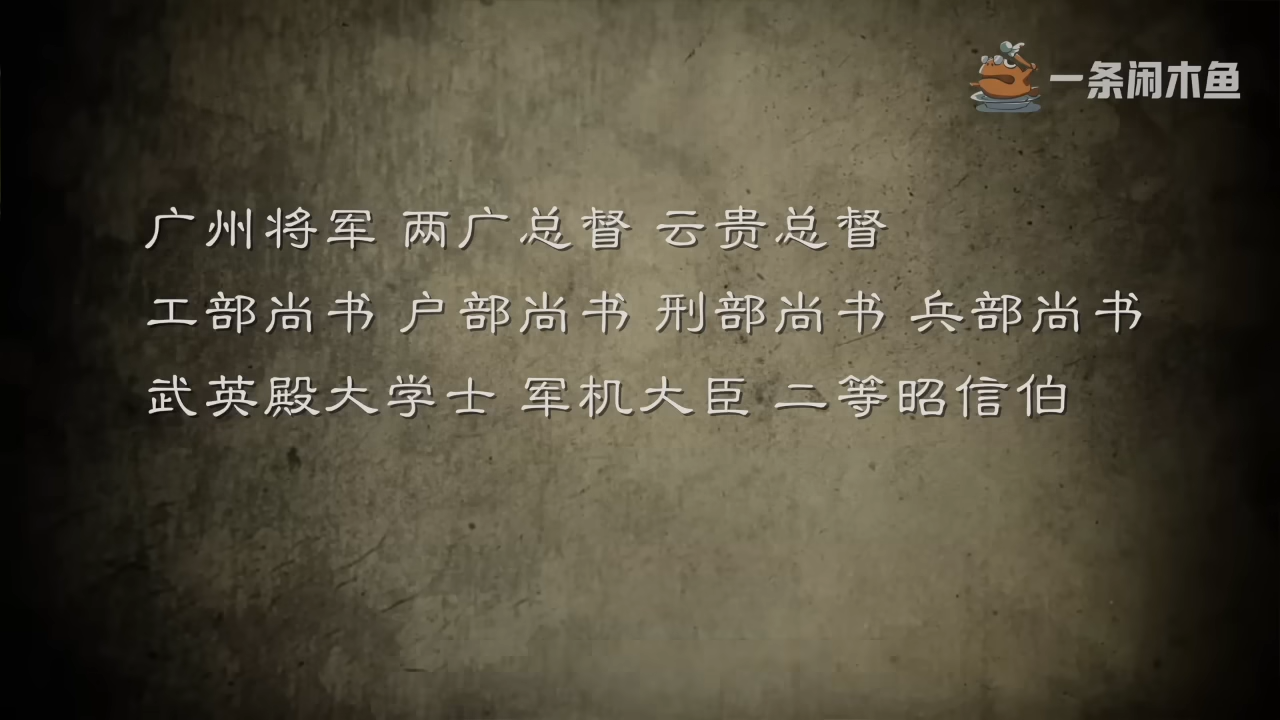 一条闲木鱼
广州将军 两广总督 云贵总督
工部尚书 户部尚书 刑部尚书 兵部尚书
武英殿大学士 军机大臣 二等昭信伯